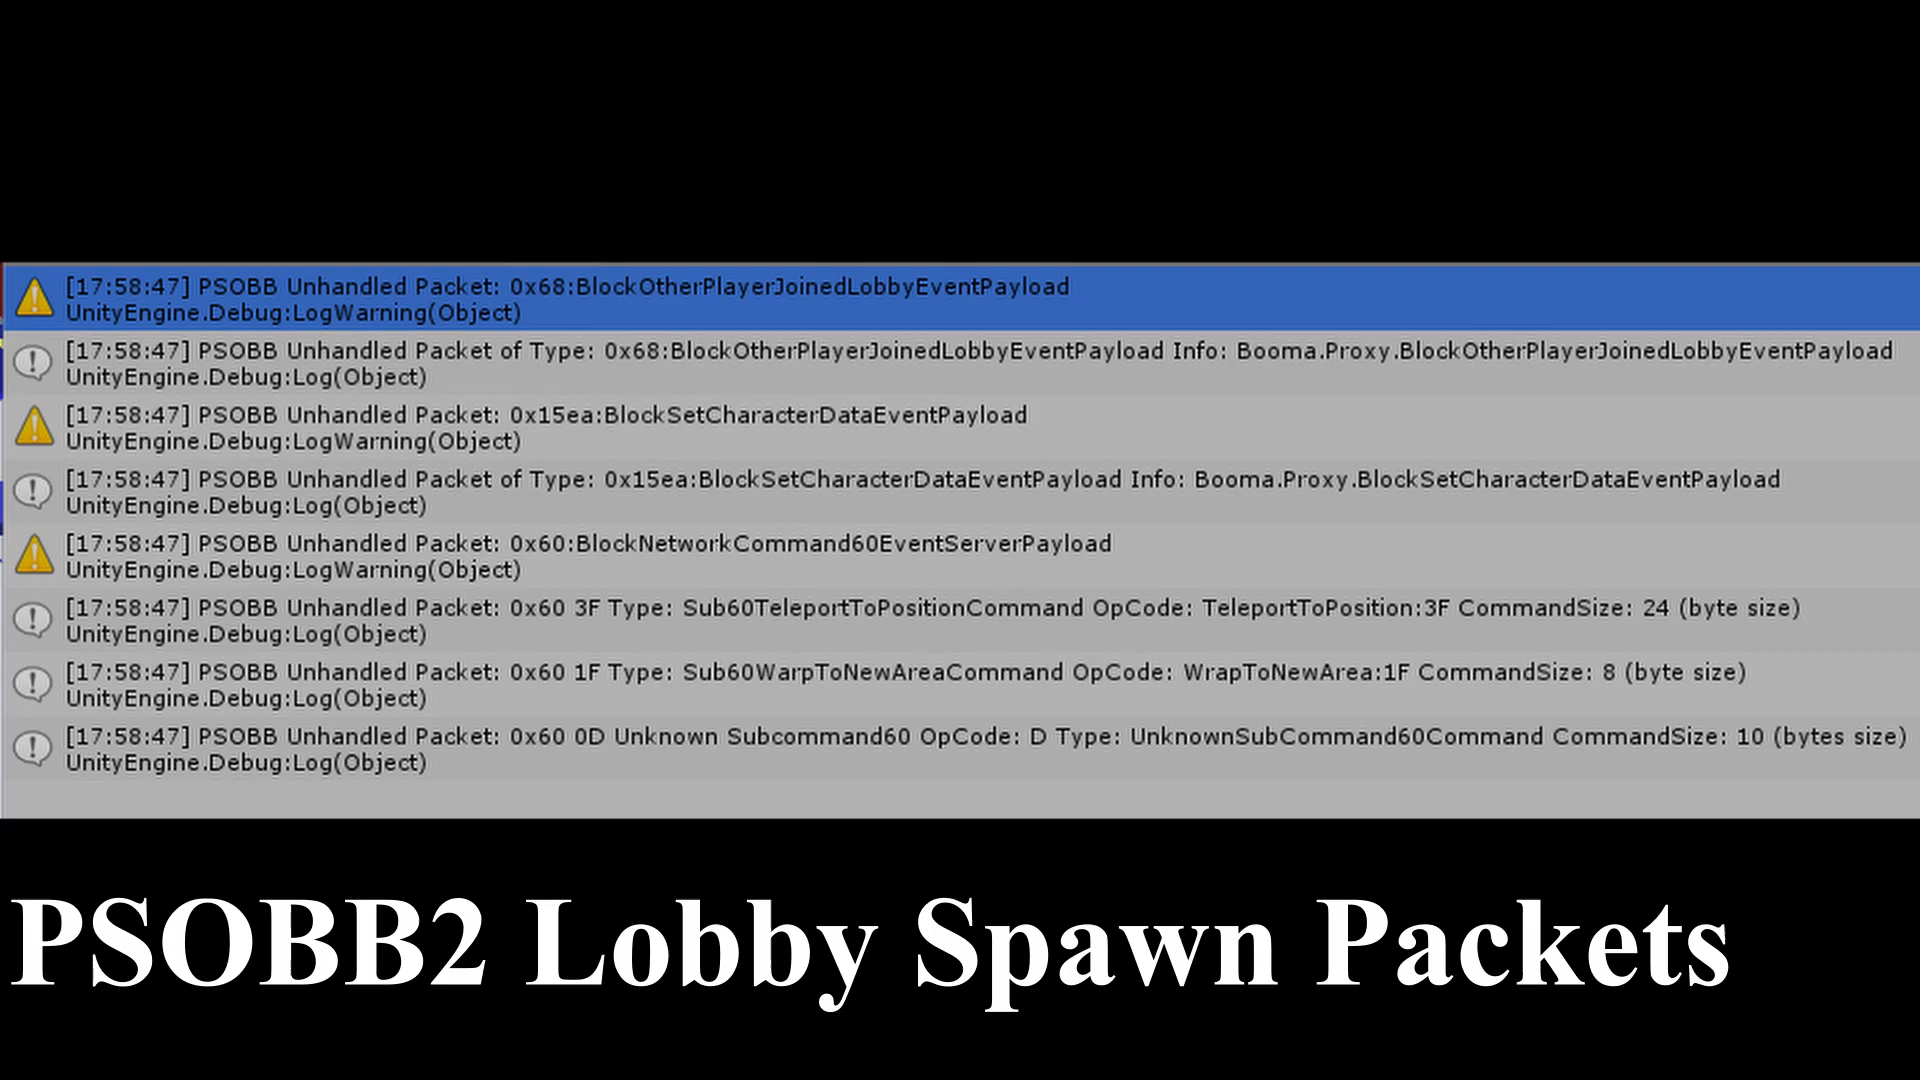 [17:58:47] PSOBB Unhandled Packet: 0x68:BlockOtherPlayerJoinedLobbyEventPayload
UnityEngine.Debug:LogWarning(Object)
[17:58:47] PSOBB Unhandled Packet of Type: 0x68:BlockOtherPlayerJoinedLobbyEventPayload Info: Booma.Proxy.BlockOtherPlayerJoinedLobbyEventPayload
UnityEngine.Debug:Log(Object)
[17:58:47] PSOBB Unhandled Packet: 0x15ea:BlockSetCharacterDataEventPayload
UnityEngine.Debug:LogWarning(Object)
[17:58:47] PSOBB Unhandled Packet of Type: 0x15ea:BlockSetCharacterDataEventPayload Info: Booma.Proxy.BlockSetCharacterDataEventPayload
UnityEngine.Debug:Log(Object)
[17:58:47] PSOBB Unhandled Packet: 0x60:BlockNetworkCommand60EventServerPayload
UnityEngine.Debug:LogWarning(Object)
[17:58:47] PSOBB Unhandled Packet: 0x60 3F Type: Sub60TeleportToPositionCommand OpCode: TeleportToPosition:3F CommandSize: 24 (byte size)
UnityEngine.Debug:Log(Object)
[17:58:47] PSOBB Unhandled Packet: 0x60 1F Type: Sub60WarpToNewAreaCommand OpCode: WrapToNewArea:1F CommandSize: 8 (byte size)
UnityEngine.Debug:Log(Object)
[17:58:47] PSOBB Unhandled Packet: 0x60 0D Unknown Subcommand60 OpCode: D Type: UnknownSubCommand60Command CommandSize: 10 (bytes size)
UnityEngine.Debug:Log(Object)
PSOBB2 Lobby Spawn Packets